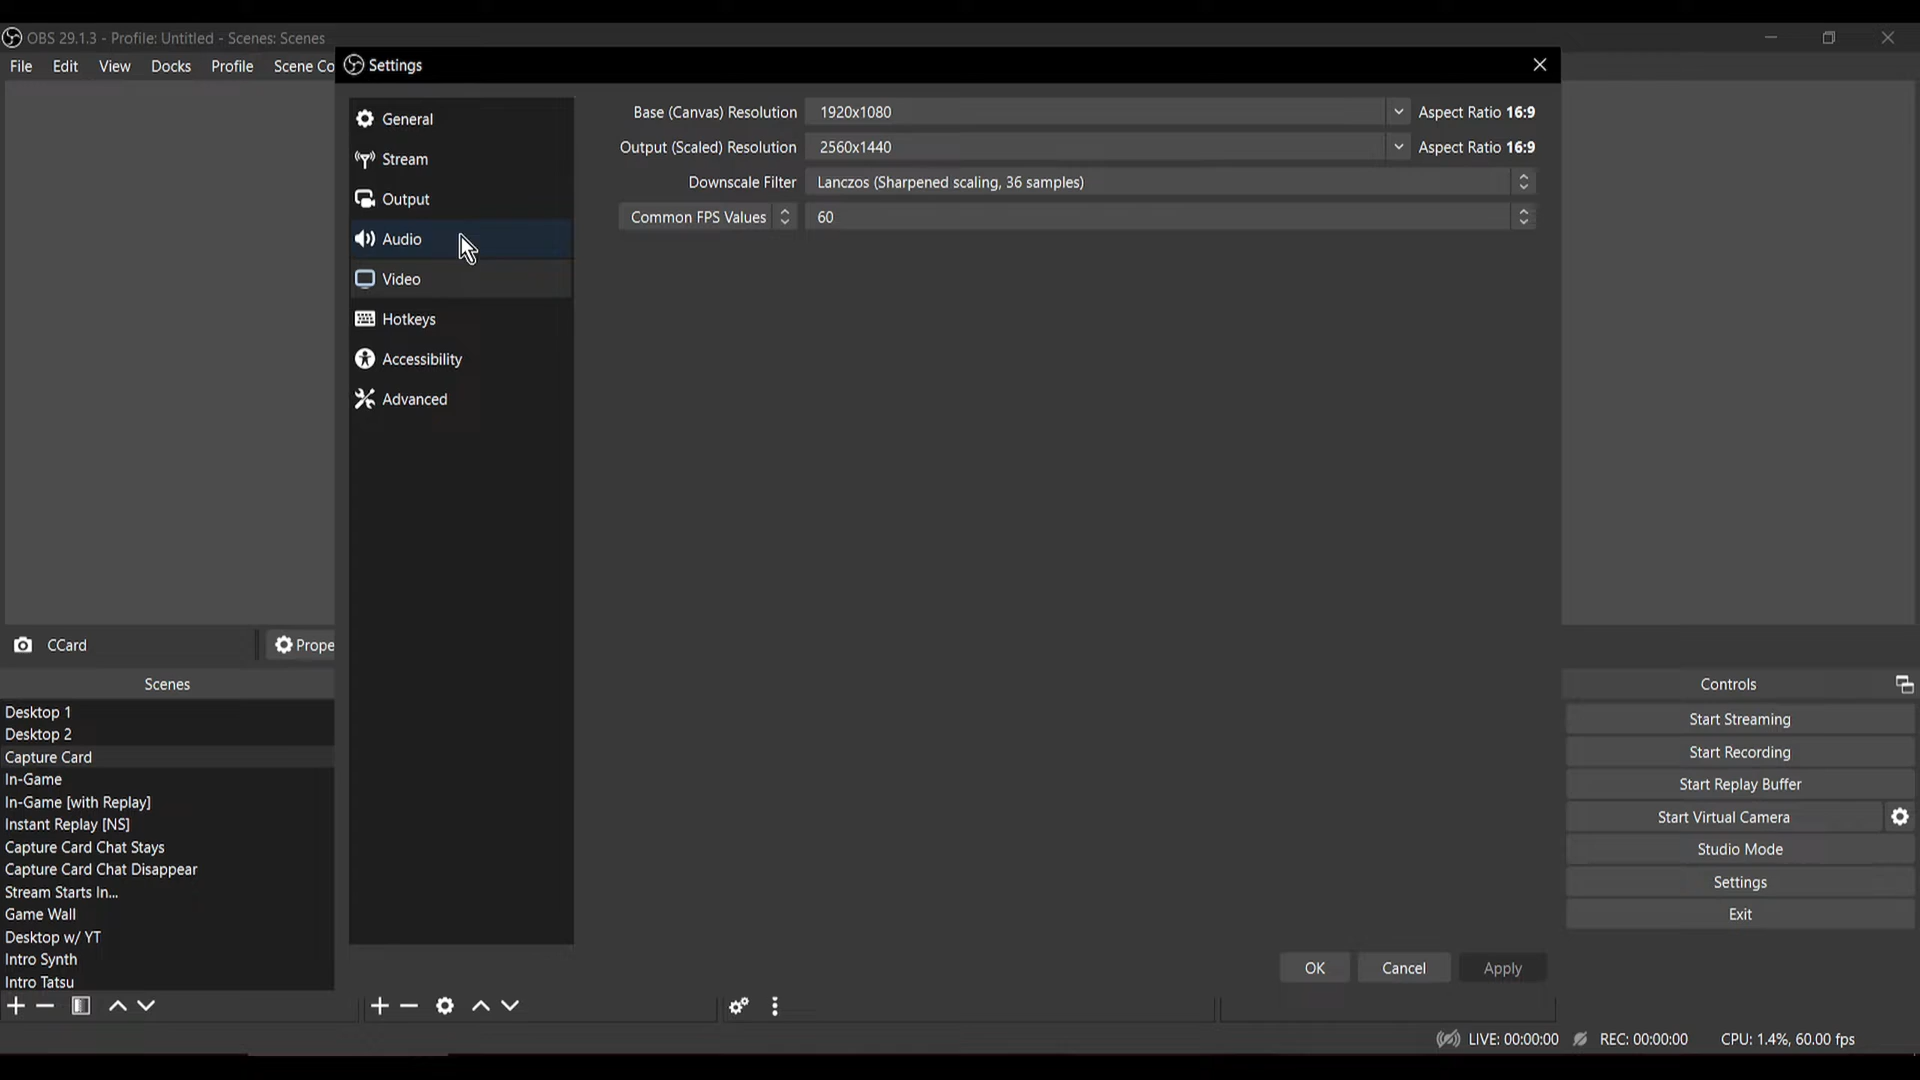 OBS 29.1.3 - Profile: Untitled - Scenes: Scenes
File Edit View Docks Profile Scene Co
Settings
General
Stream
Output
Audio
Video
Hotkeys
Accessibility
Advanced
Base (Canvas) Resolution 1920x1080 Aspect Ratio 16:9
Output (Scaled) Resolution 2560x1440 Aspect Ratio 16:9
Downscale Filter Lanczos (Sharpened scaling, 36 samples)
Common FPS Values 60
OK Cancel Apply
CCard Prope
Scenes
Desktop 1
Desktop 2
Capture Card
In-Game
In-Game [with Replay]
Instant Replay [NS]
Capture Card Chat Stays
Capture Card Chat Disappear
Stream Starts In...
Game Wall
Desktop w/ YT
Intro Synth
Intro Tatsu
Controls
Start Streaming
Start Recording
Start Replay Buffer
Start Virtual Camera
Studio Mode
Settings
Exit
LIVE: 00:00:00 REC: 00:00:00 CPU: 1.4%, 60.00 fps